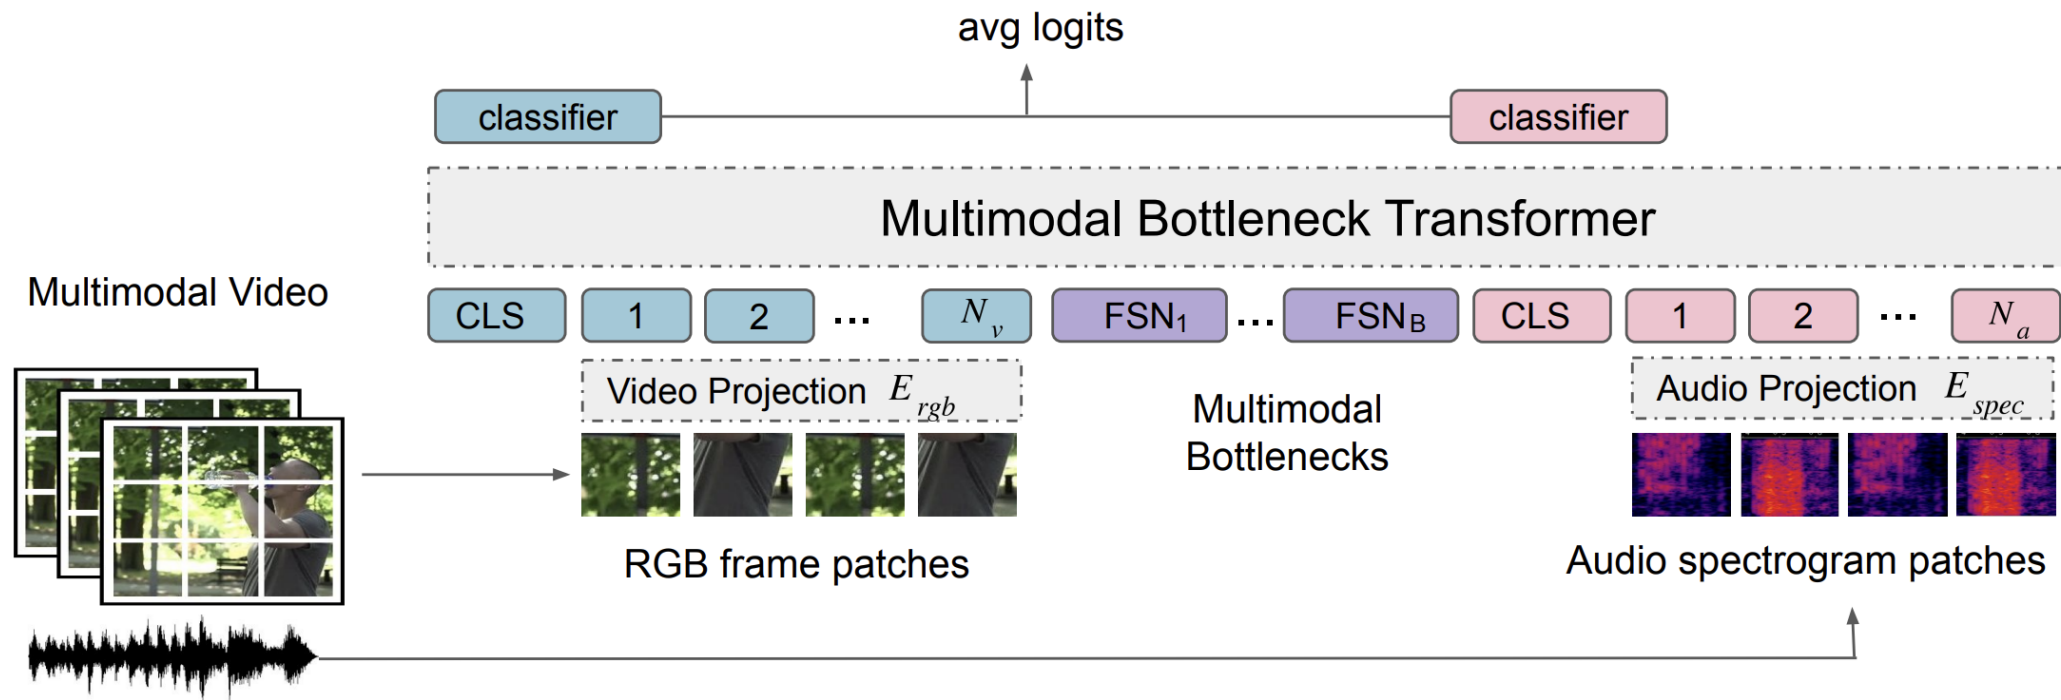 avg logits
classifier
classifier
Multimodal Bottleneck Transformer
Multimodal Video
CLS 1 2 ... N_v FSN_1 ... FSN_B CLS 1 2 ... N_a
Video Projection E_rgb
Audio Projection E_spec
Multimodal
Bottlenecks
RGB frame patches
Audio spectrogram patches